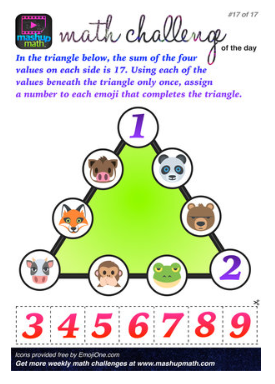 #17 of 17
mashup
math.
math challenge
of the day
In the triangle below, the sum of the four
values on each side is 17. Using each of the
values beneath the triangle only once, assign
a number to each emoji that completes the triangle.
1
2
3 4 5 6 7 8 9
Icons provided free by EmojiOne.com
Get more weekly math challenges at www.mashupmath.com